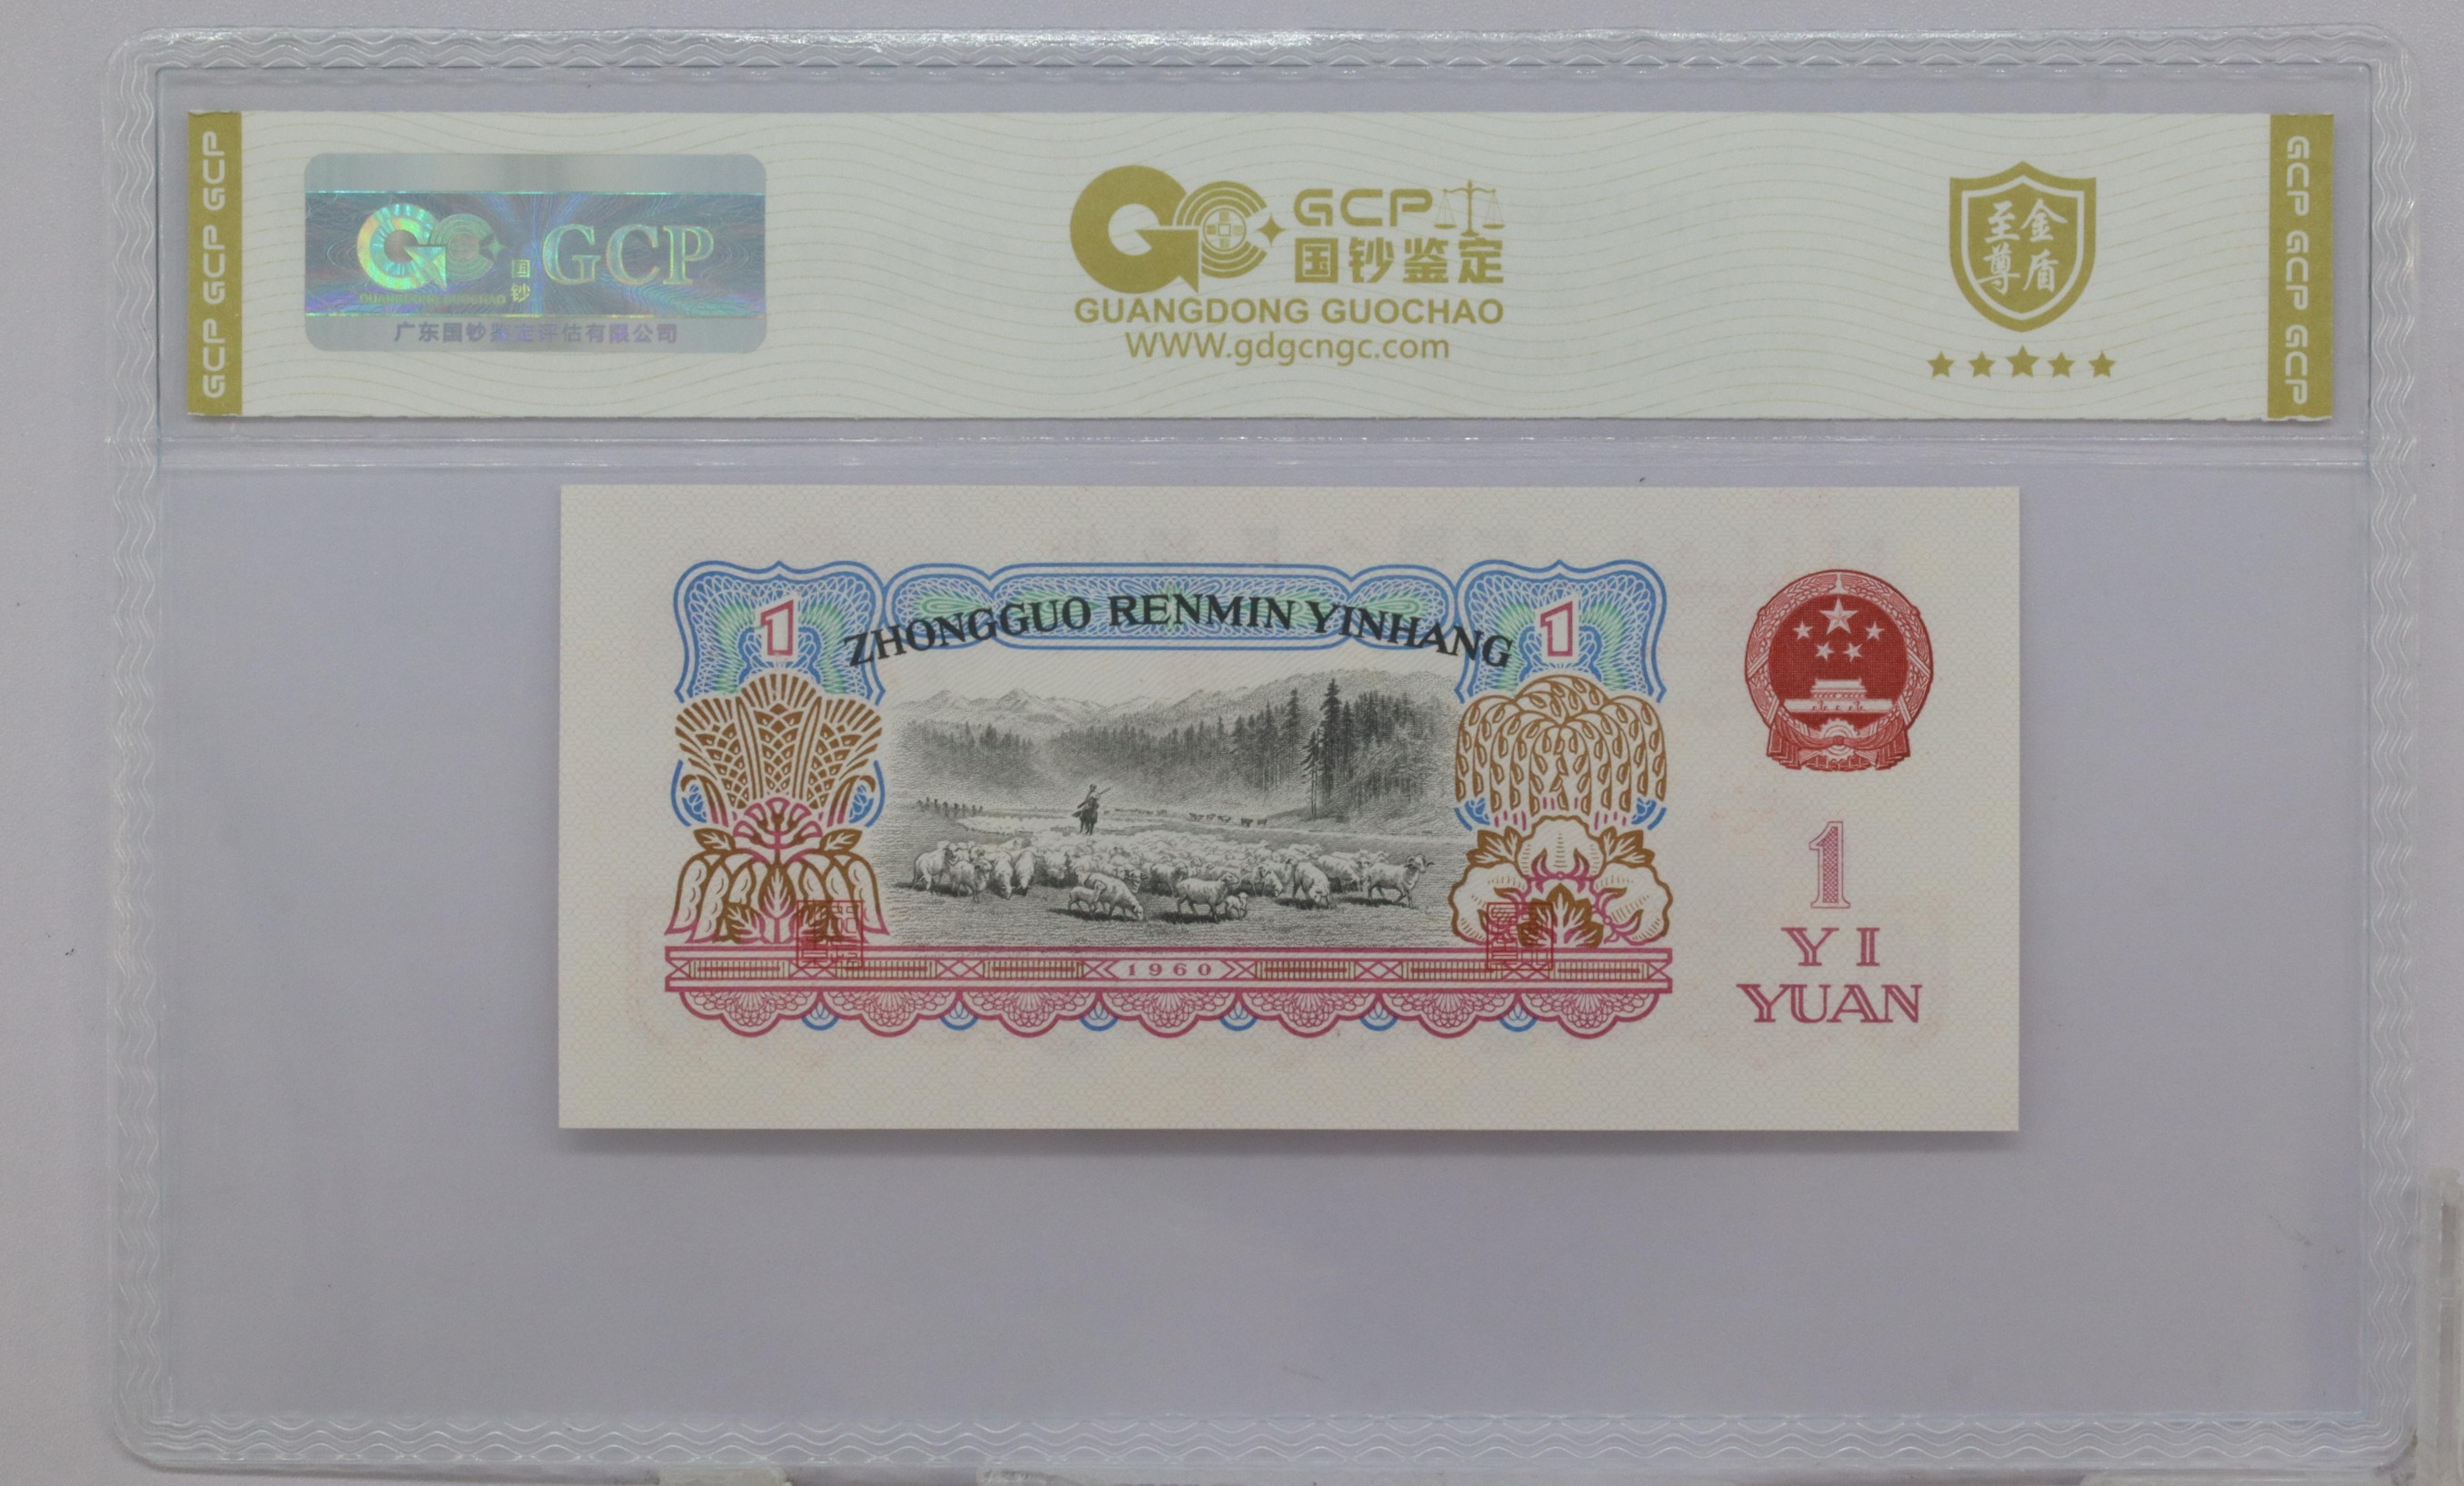 GCP GCP GCP
GCP
国钞
GUANGDONG GUOCHAO
广东国钞鉴定评估有限公司
GCP
国钞鉴定
GUANGDONG GUOCHAO
WWW.gdgcngc.com
至尊金盾
GCP GCP GCP
1
ZHONGGUO RENMIN YINHANG
1
1
YI
YUAN
1960